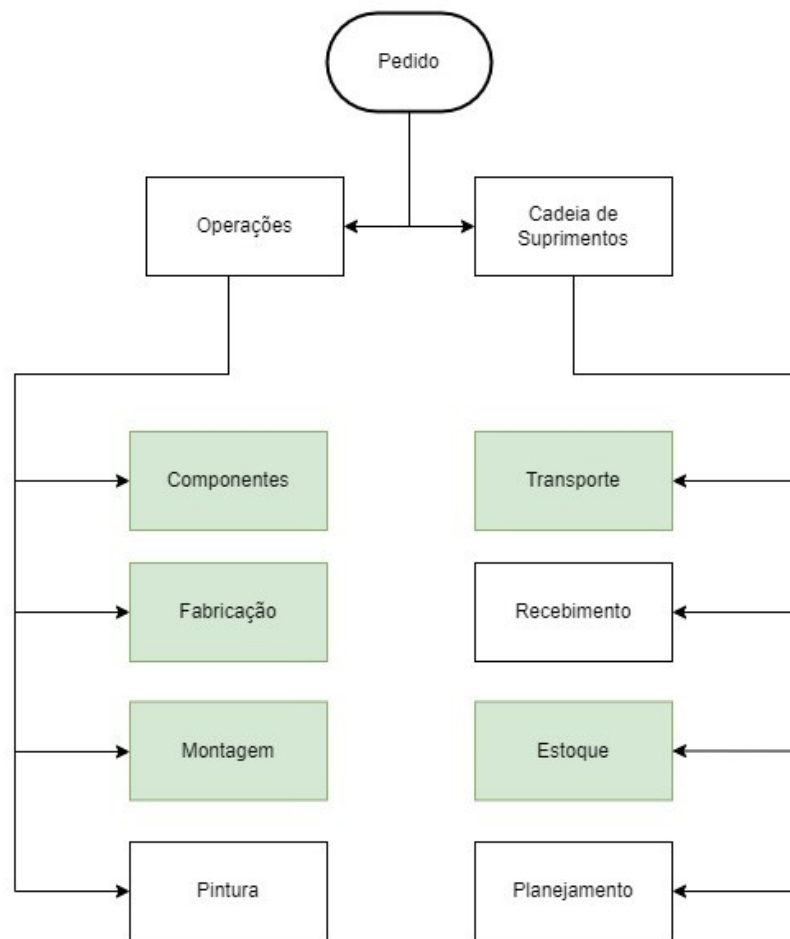 Pedido
Operações
Cadeia de
Suprimentos
Componentes
Transporte
Fabricação
Recebimento
Montagem
Estoque
Pintura
Planejamento